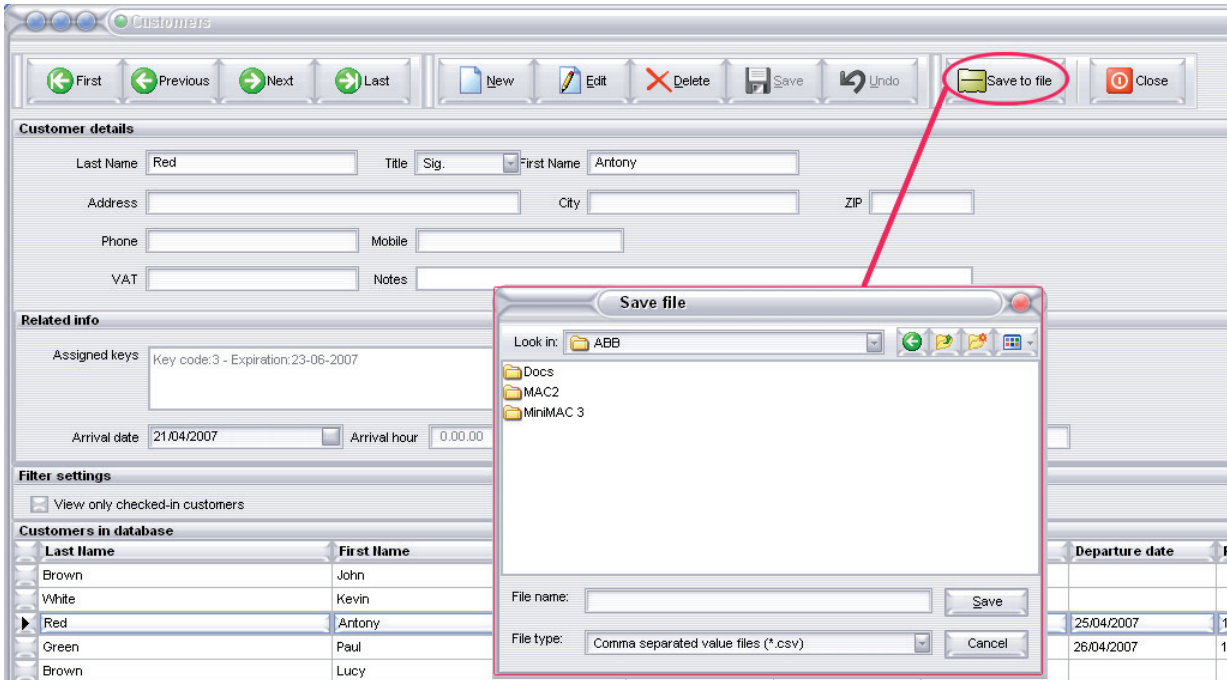 Customers
First Previous Next Last New Edit Delete Save Undo Save to file Close
Customer details
Last Name Red Title Sig. First Name Antony
Address City ZIP
Phone Mobile
VAT Notes
Related info
Assigned keys Key code:3 - Expiration:23-06-2007
Arrival date 21/04/2007 Arrival hour 0.00.00
Filter settings
View only checked-in customers
Customers in database
Last Name First Name Departure date
Brown John
White Kevin
Red Antony 25/04/2007 1
Green Paul 26/04/2007 1
Brown Lucy
Save file
Look in: ABB
Docs
MAC2
MiniMAC 3
File name: Save
File type: Comma separated value files (*.csv) Cancel